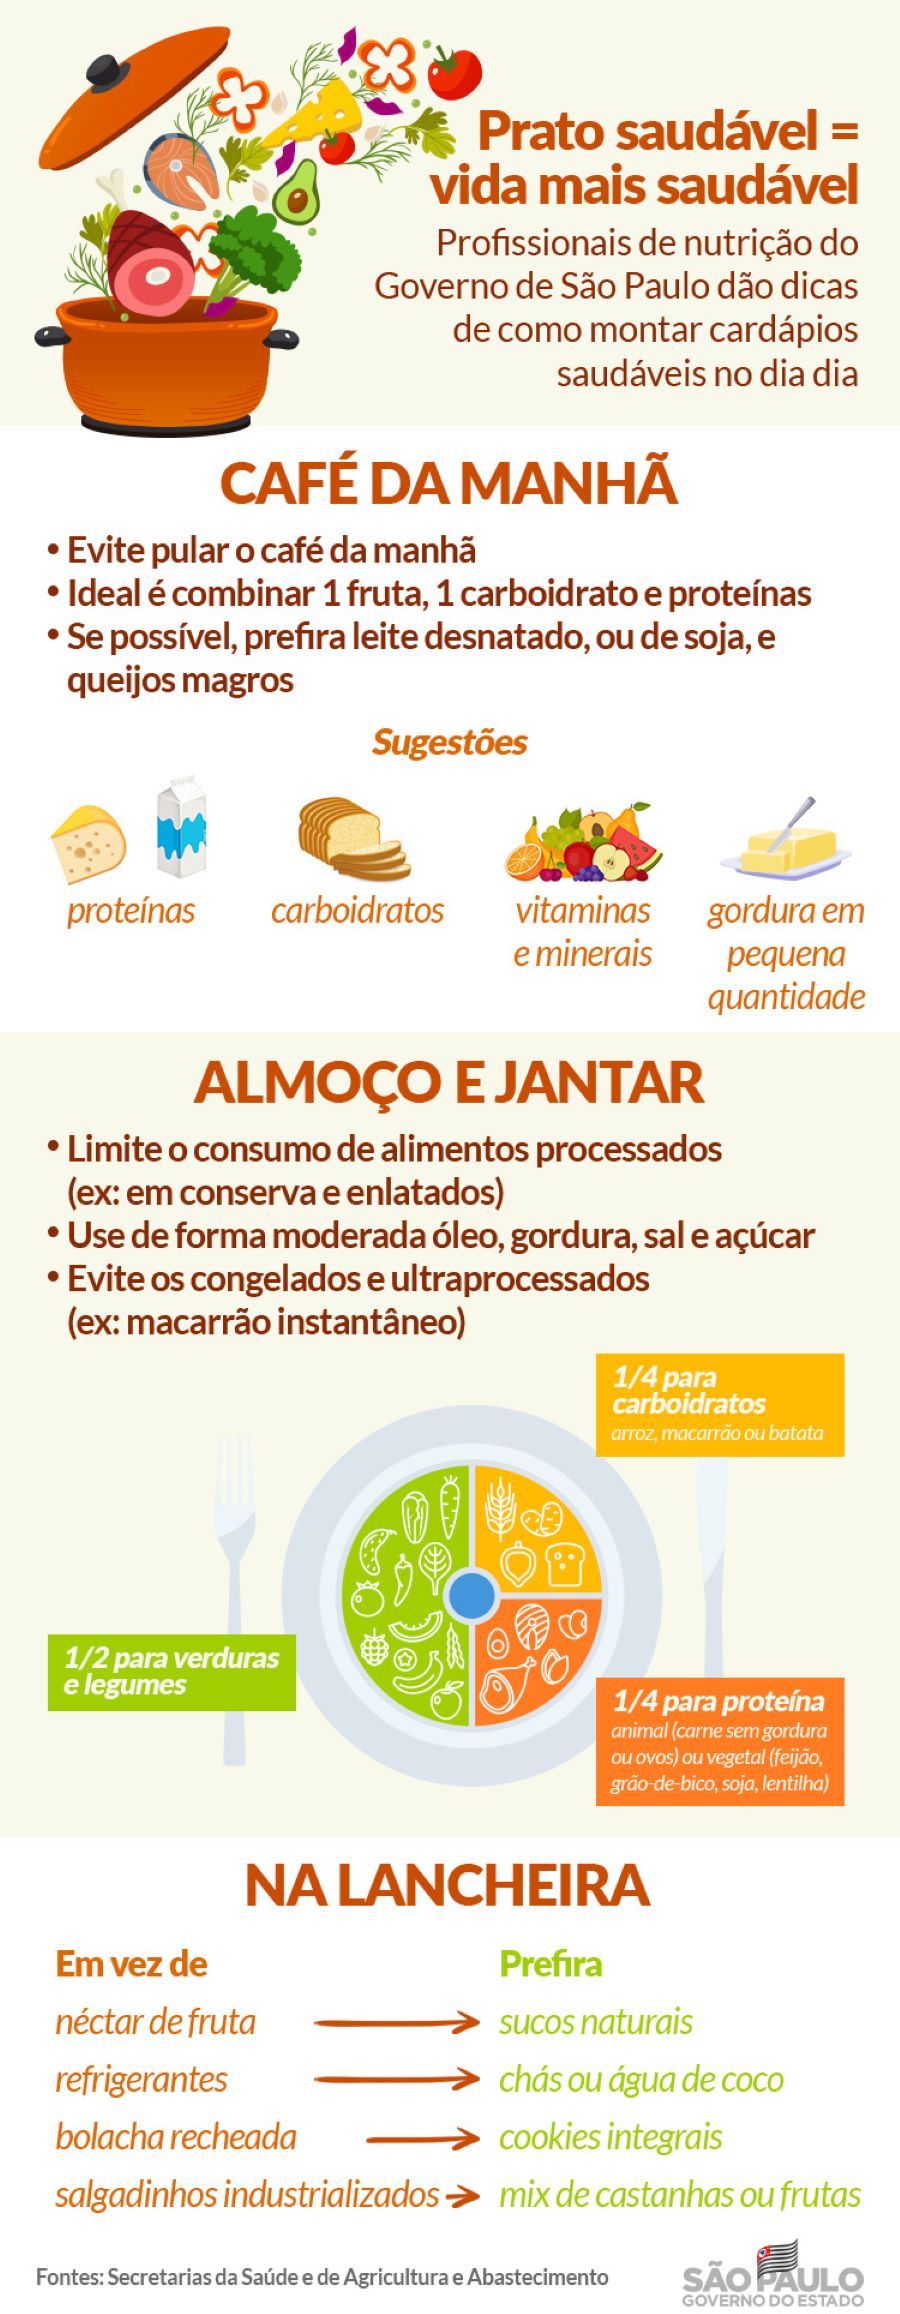 Prato saudável =
vida mais saudável
Profissionais de nutrição do
Governo de São Paulo dão dicas
de como montar cardápios
saudáveis no dia dia
CAFÉ DA MANHÃ
• Evite pular o café da manhã
• Ideal é combinar 1 fruta, 1 carboidrato e proteínas
• Se possível, prefira leite desnatado, ou de soja, e
queijos magros
Sugestões
proteínas
carboidratos
vitaminas
e minerais
gordura em
pequena
quantidade
ALMOÇO E JANTAR
• Limite o consumo de alimentos processados
(ex: em conserva e enlatados)
• Use de forma moderada óleo, gordura, sal e açúcar
• Evite os congelados e ultraprocessados
(ex: macarrão instantâneo)
1/4 para
carboidratos
arroz, macarrão ou batata
1/2 para verduras
e legumes
1/4 para proteína
animal (carne sem gordura
ou ovos) ou vegetal (feijão,
grão-de-bico, soja, lentilha)
NA LANCHEIRA
Em vez de Prefira
néctar de fruta sucos naturais
refrigerantes chás ou água de coco
bolacha recheada cookies integrais
salgadinhos industrializados mix de castanhas ou frutas
Fontes: Secretarias da Saúde e de Agricultura e Abastecimento
SÃO PAULO
GOVERNO DO ESTADO